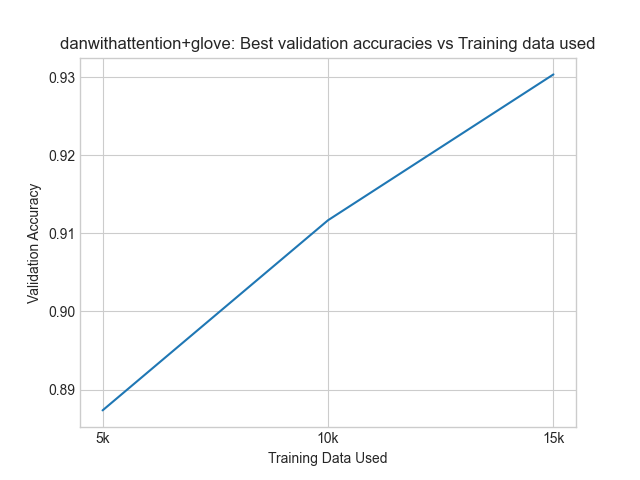 danwithattention+glove: Best validation accuracies vs Training data used
0.93
0.92
0.91
0.90
0.89
Validation Accuracy
5k 10k 15k
Training Data Used